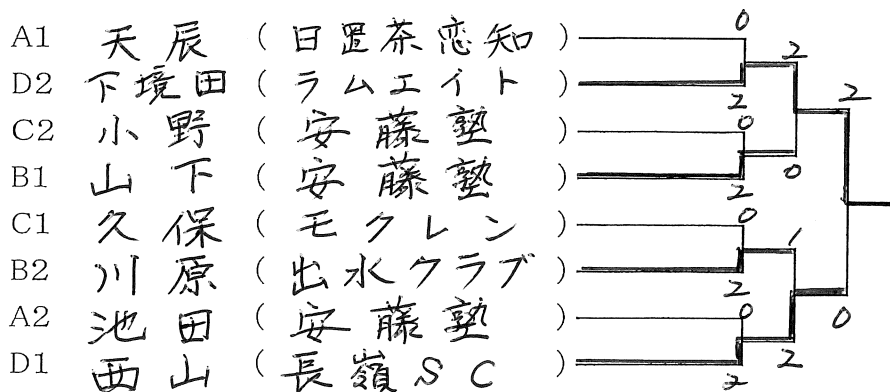 A1 天辰 ( 日置茶恋知 ) 0
2
D2 下境田 ( ラムエイト ) 2
2
C2 小野 ( 安藤塾 ) 0
B1 山下 ( 安藤塾 ) 2
0
C1 久保 ( モクレン ) 0
1
B2 川原 ( 出水クラブ ) 2
A2 池田 ( 安藤塾 ) 0
0
D1 西山 ( 長嶺SC ) 2
2